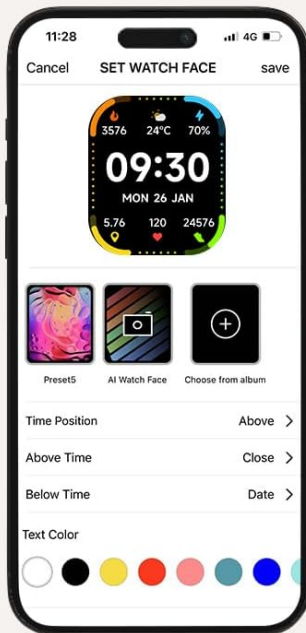 11:28 4G
Cancel SET WATCH FACE save
3576 24°C 70%
09:30
MON 26 JAN
5.76 120 24576
Preset5 AI Watch Face Choose from album
Time Position Above >
Above Time Close >
Below Time Date >
Text Color